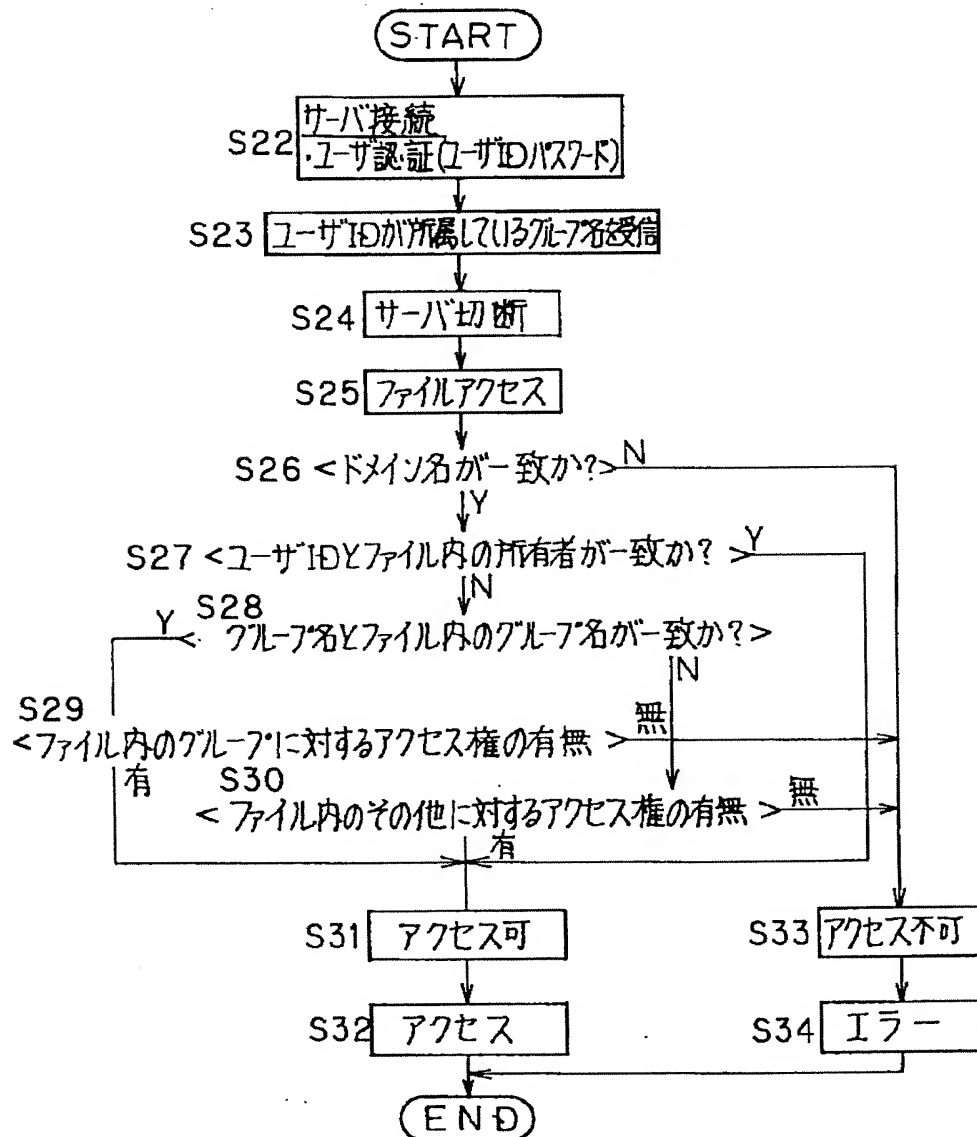 START
S22 サーバ接続
・ユーザ認証(ユーザID パスワード)
S23 ユーザIDが所属しているグループ名を受信
S24 サーバ切断
S25 ファイルアクセス
S26 <ドメイン名が一致か?> N
Y
S27 <ユーザIDとファイル内の所有者が一致か? > Y
N
S28
Y < グループ名とファイル内のグループ名が一致か?>
N
S29
<ファイル内のグループに対するアクセス権の有無 > 無
有 S30
< ファイル内のその他に対するアクセス権の有無 > 無
有
S31 アクセス可 S33 アクセス不可
S32 アクセス S34 エラー
END